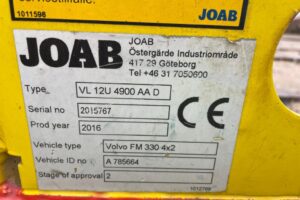 1011598
JOAB
JOAB
JOAB
Östergärde Industriområde
417 29 Göteborg
Tel +46 31 7050600
Type VL 12U 4900 AA D
Serial no 2015767
Prod year 2016
Vehicle type Volvo FM 330 4x2
Vehicle ID no A 785664
Stage of approval 2
1012769